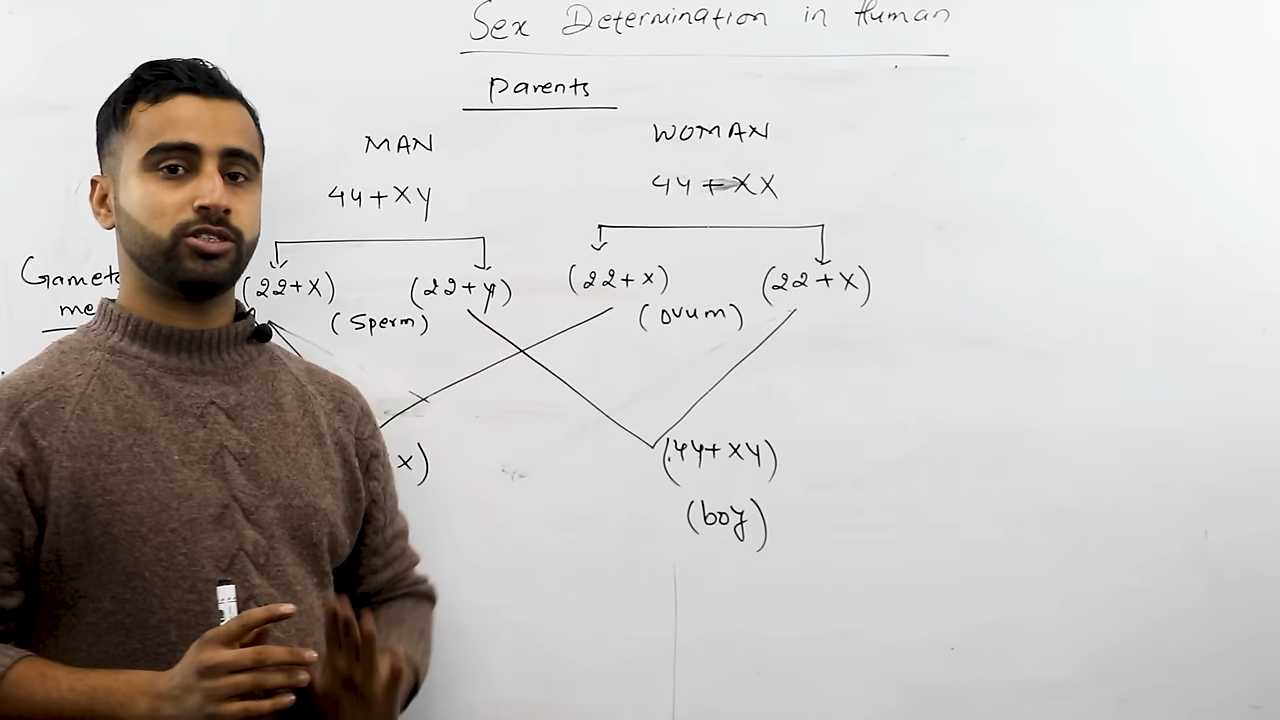 Sex Determination in Human
Parents
MAN
WOMAN
44+XY
44+XX
(22+X)
(22+y)
(22+x)
(22+X)
(Sperm)
(Ovum)
x)
(44+XY)
(boy)